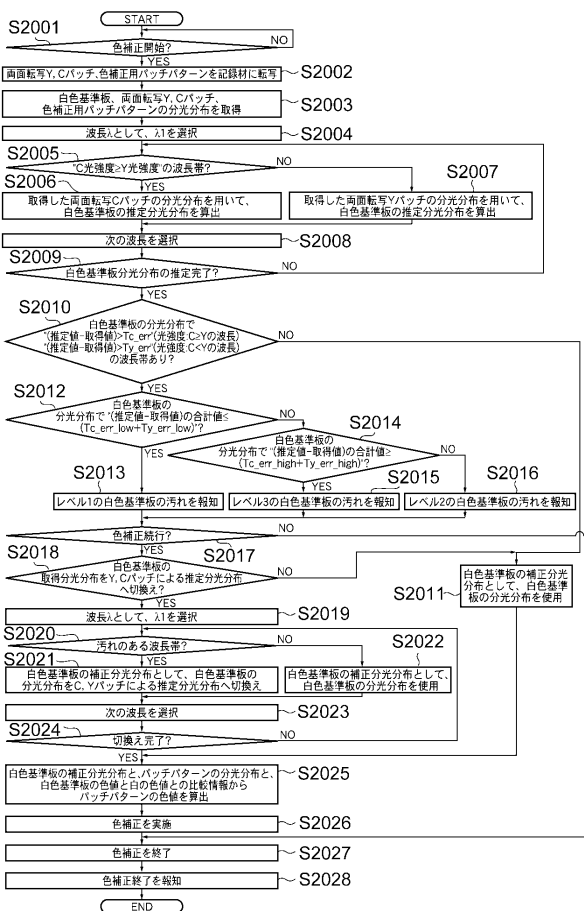 START
S2001
色補正開始?
NO
YES
両面転写Y, Cパッチ、色補正用パッチパターンを記録材に転写
S2002
白色基準板、両面転写Y, Cパッチ、
色補正用パッチパターンの分光分布を取得
S2003
波長λとして、λ1を選択
S2004
S2005
"C光強度≥Y光強度"の波長帯?
NO
YES
S2006
S2007
取得した両面転写Cパッチの分光分布を用いて、
白色基準板の推定分光分布を算出
取得した両面転写Yパッチの分光分布を用いて、
白色基準板の推定分光分布を算出
次の波長を選択
S2008
S2009
白色基準板分光分布の推定完了?
NO
YES
S2010
白色基準板の分光分布で
"(推定値−取得値)>Tc_err"(光強度:C≥Yの波長)
"(推定値−取得値)>Ty_err"(光強度:C<Yの波長)
の波長帯あり?
NO
YES
S2012
白色基準板の
分光分布で "(推定値−取得値)の合計値≤
(Tc_err_low+Ty_err_low)"?
NO
YES
S2014
白色基準板の
分光分布で "(推定値−取得値)の合計値≥
(Tc_err_high+Ty_err_high)"?
NO
YES
S2013
S2015
S2016
レベル1の白色基準板の汚れを報知
レベル3の白色基準板の汚れを報知
レベル2の白色基準板の汚れを報知
色補正続行?
NO
YES
S2017
S2018
白色基準板の
取得分光分布をY, Cパッチによる推定分光分布
へ切換え?
NO
YES
S2011
白色基準板の補正分光
分布として、白色基準
板の分光分布を使用
波長λとして、λ1を選択
S2019
S2020
汚れのある波長帯?
NO
YES
S2021
S2022
白色基準板の補正分光分布として、白色基準板の
分光分布をC, Yパッチによる推定分光分布へ切換え
白色基準板の補正分光分布として、
白色基準板の分光分布を使用
次の波長を選択
S2023
S2024
切換え完了?
NO
YES
白色基準板の補正分光分布と、パッチパターンの分光分布と、
白色基準板の色値と白の色値との比較情報から
パッチパターンの色値を算出
S2025
色補正を実施
S2026
色補正を終了
S2027
色補正終了を報知
S2028
END